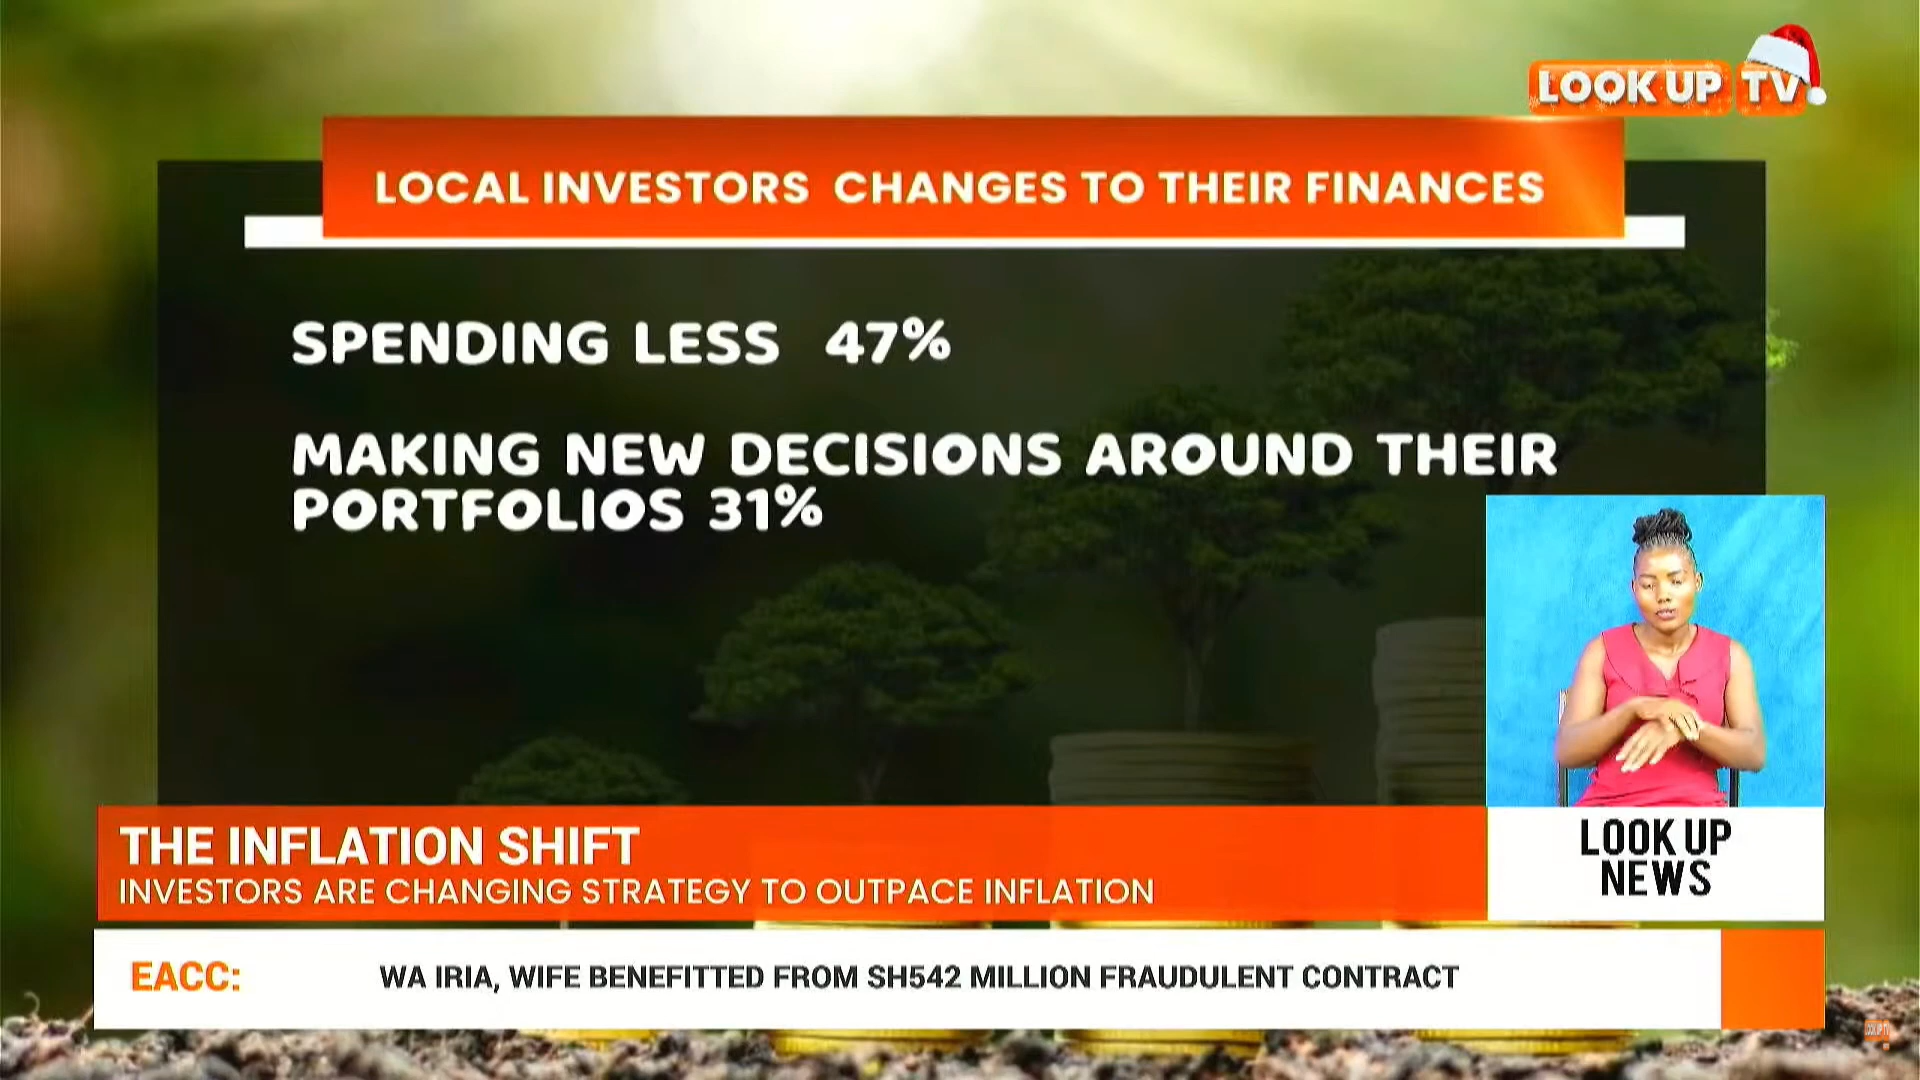 LOOK UP TV
LOCAL INVESTORS CHANGES TO THEIR FINANCES
SPENDING LESS 47%
MAKING NEW DECISIONS AROUND THEIR
PORTFOLIOS 31%
THE INFLATION SHIFT
INVESTORS ARE CHANGING STRATEGY TO OUTPACE INFLATION
LOOK UP
NEWS
EACC: WA IRIA, WIFE BENEFITTED FROM SH542 MILLION FRAUDULENT CONTRACT